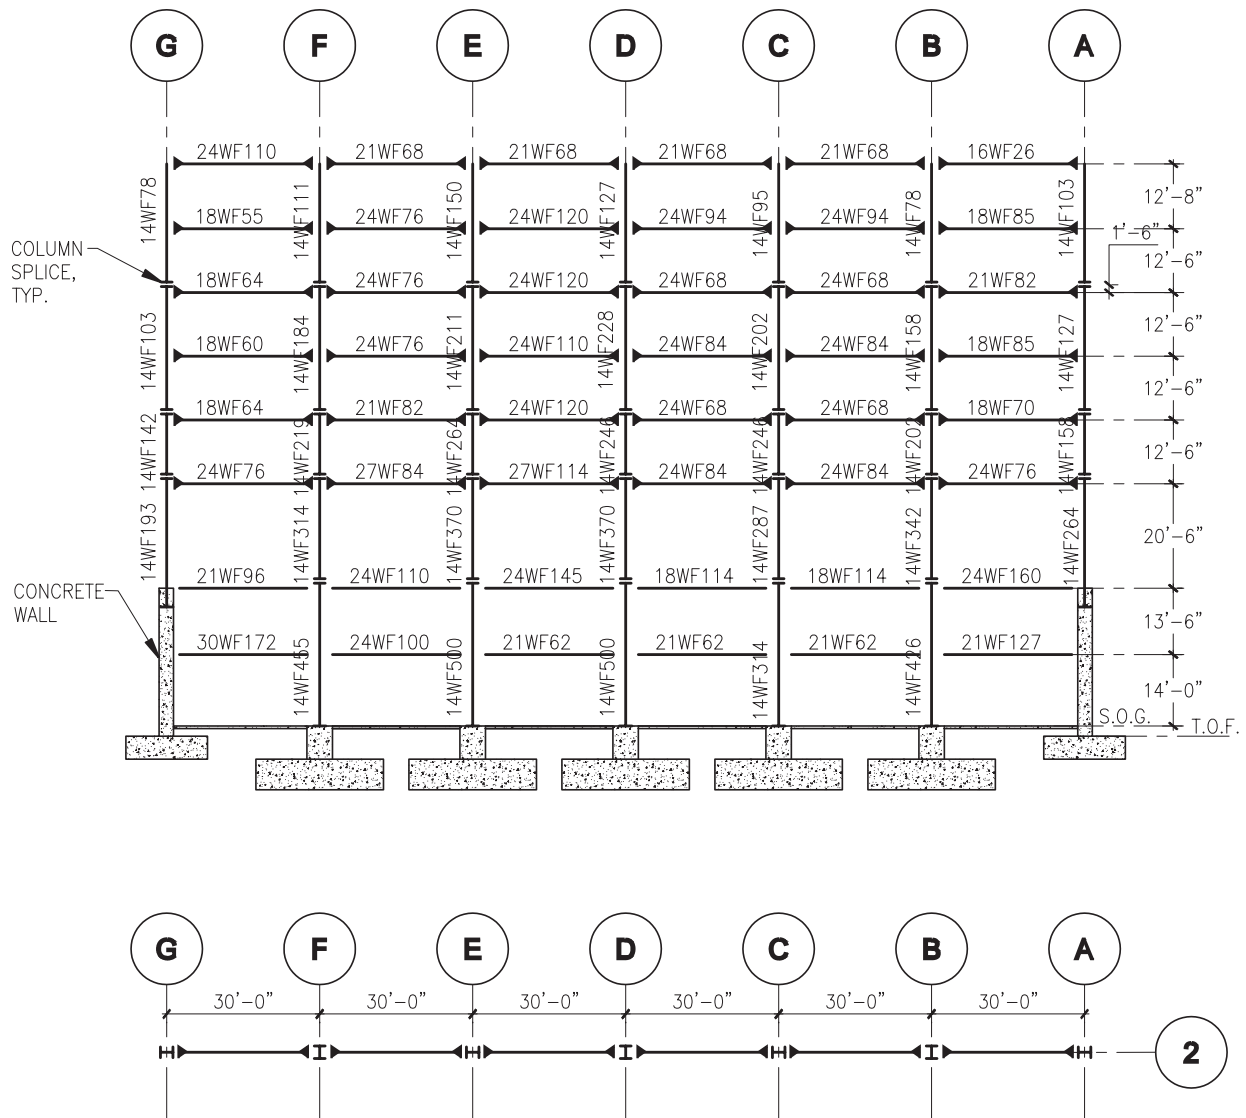 G F E D C B A
24WF110 21WF68 21WF68 21WF68 21WF68 16WF26
14WF78 14WF111 14WF150 14WF127 14WF95 14WF78 14WF103
12'-8"
18WF55 24WF76 24WF120 24WF94 24WF94 18WF85
1'-6"
COLUMN
SPLICE,
TYP.
12'-6"
18WF64 24WF76 24WF120 24WF68 24WF68 21WF82
14WF103 14WF184 14WF211 14WF228 14WF202 14WF158 14WF127
12'-6"
18WF60 24WF76 24WF110 24WF84 24WF84 18WF85
12'-6"
18WF64 21WF82 24WF120 24WF68 24WF68 18WF70
14WF142 14WF219 14WF264 14WF246 14WF246 14WF202 14WF158
12'-6"
24WF76 27WF84 27WF114 24WF84 24WF84 24WF76
14WF193 14WF314 14WF370 14WF370 14WF287 14WF342 14WF264
20'-6"
21WF96 24WF110 24WF145 18WF114 18WF114 24WF160
CONCRETE
WALL
13'-6"
30WF172 24WF100 21WF62 21WF62 21WF62 21WF127
14WF455 14WF500 14WF500 14WF314 14WF426
14'-0"
S.O.G.
T.O.F.
G F E D C B A
30'-0" 30'-0" 30'-0" 30'-0" 30'-0" 30'-0"
2